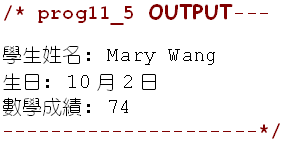 /* prog11_5 OUTPUT---
學生姓名: Mary Wang
生日: 10 月 2 日
數學成績: 74
---------------------*/